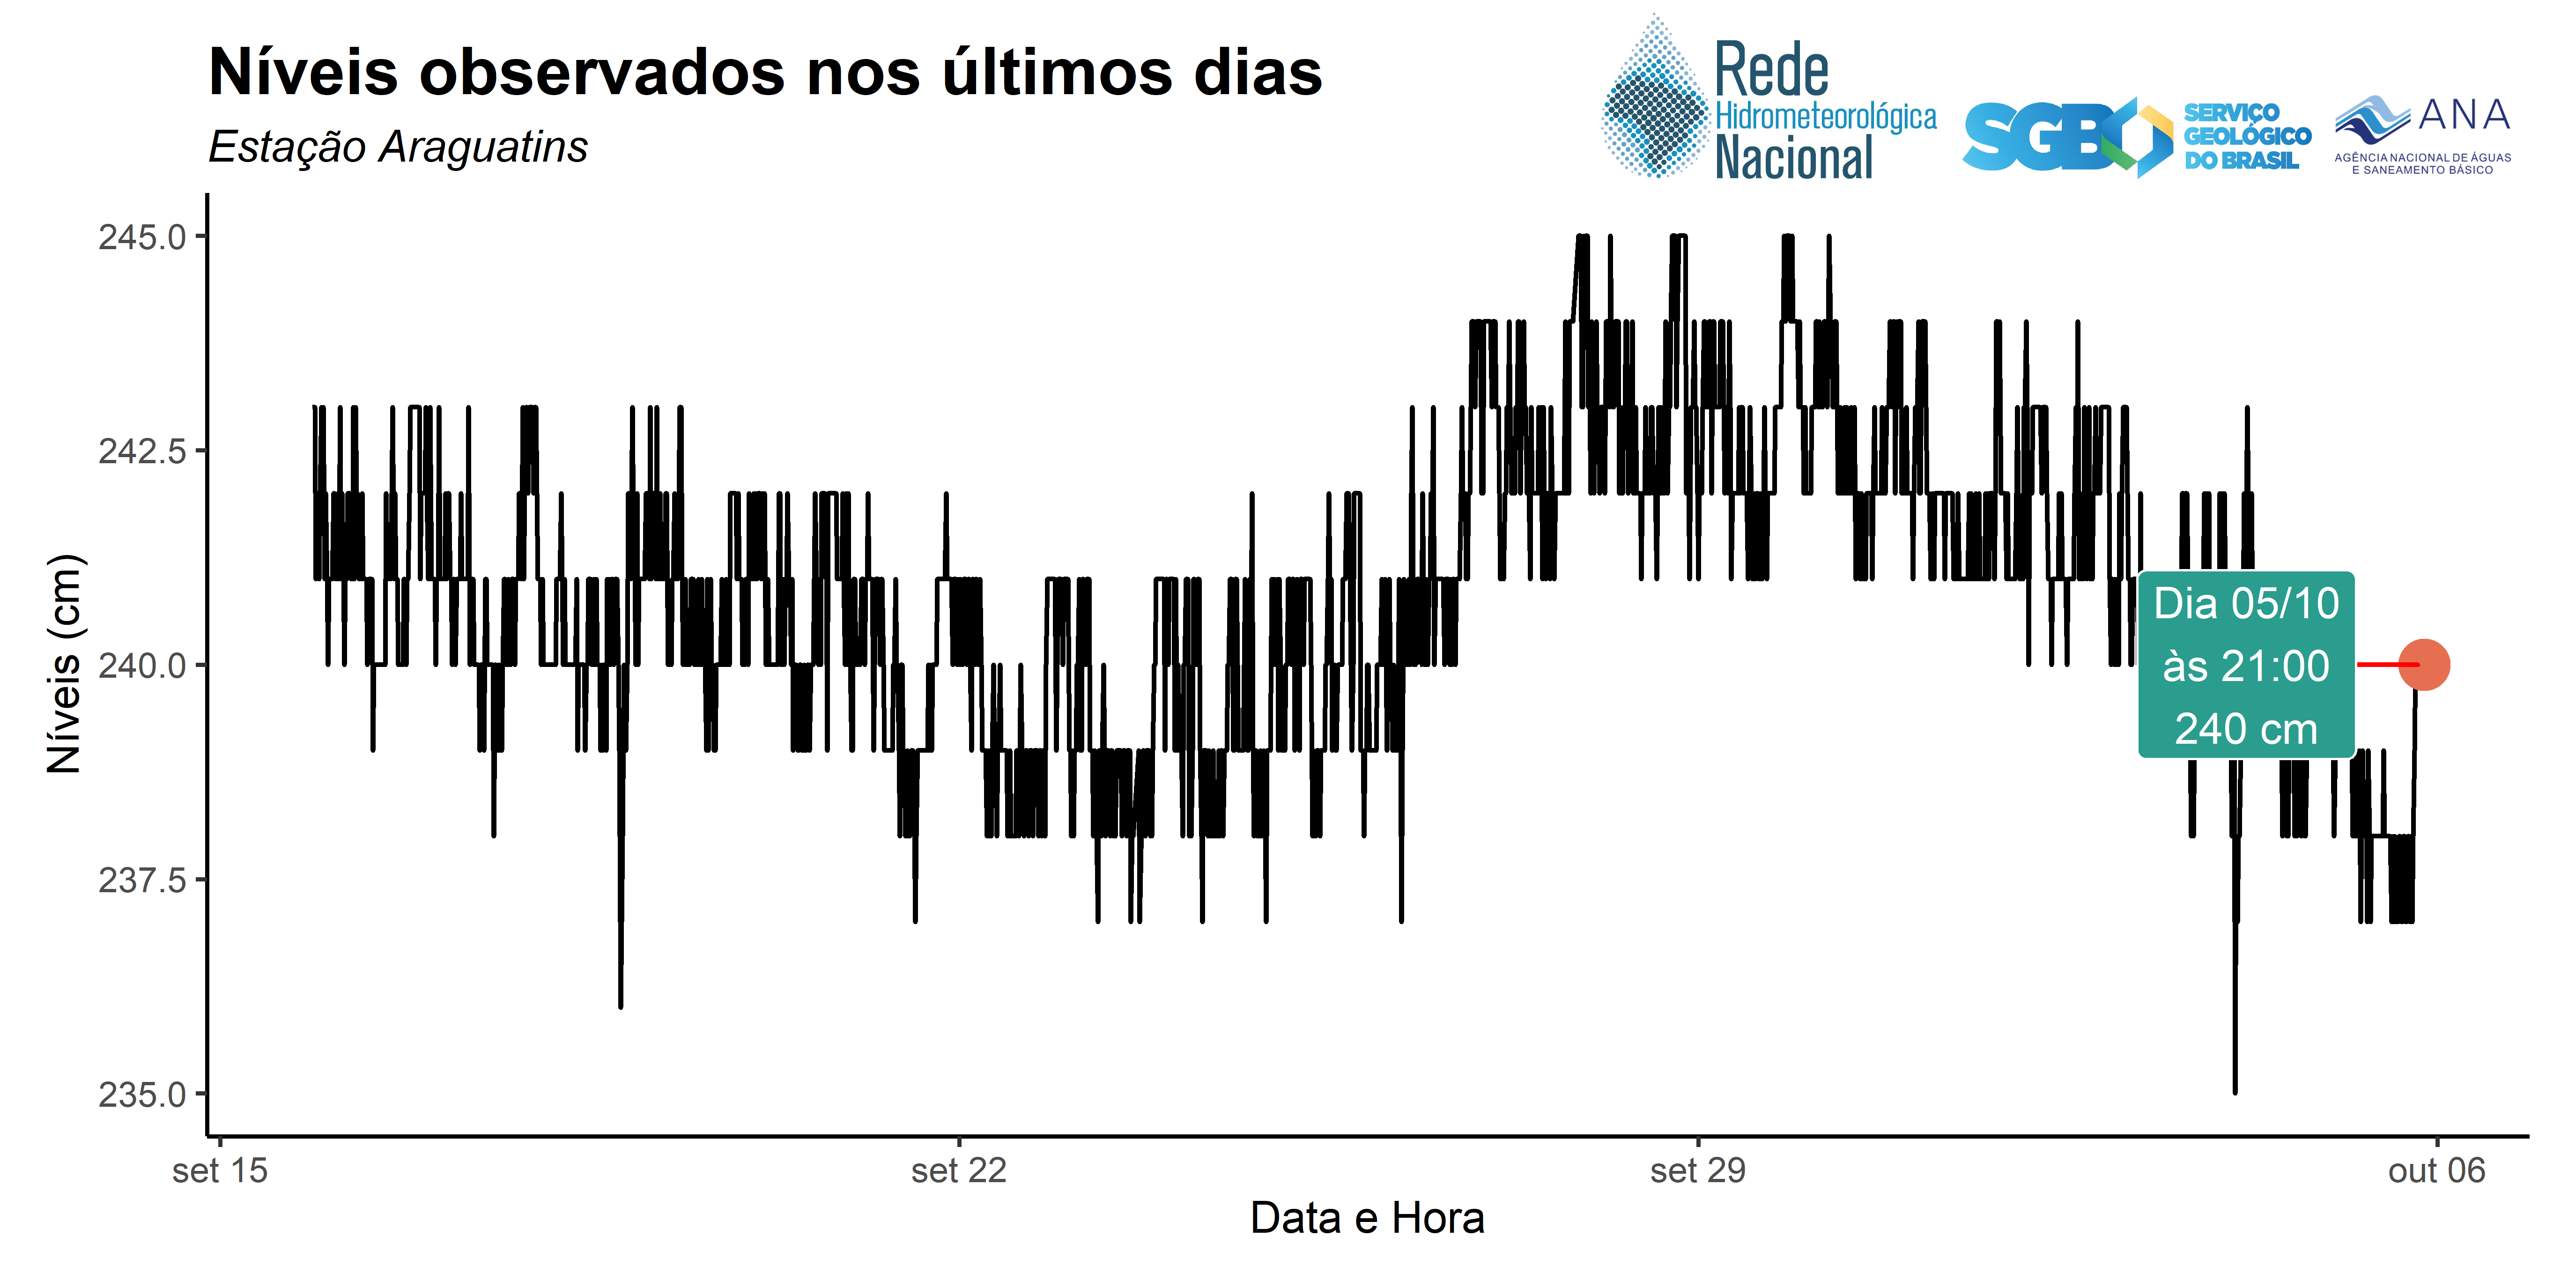 Níveis observados nos últimos dias
Estação Araguatins
Rede
Hidrometeorológica
Nacional
SGB
SERVIÇO
GEOLÓGICO
DO BRASIL
ANA
AGÊNCIA NACIONAL DE ÁGUAS
E SANEAMENTO BÁSICO
Níveis (cm)
245.0
242.5
240.0
237.5
235.0
Dia 05/10
às 21:00
240 cm
set 15
set 22
set 29
out 06
Data e Hora